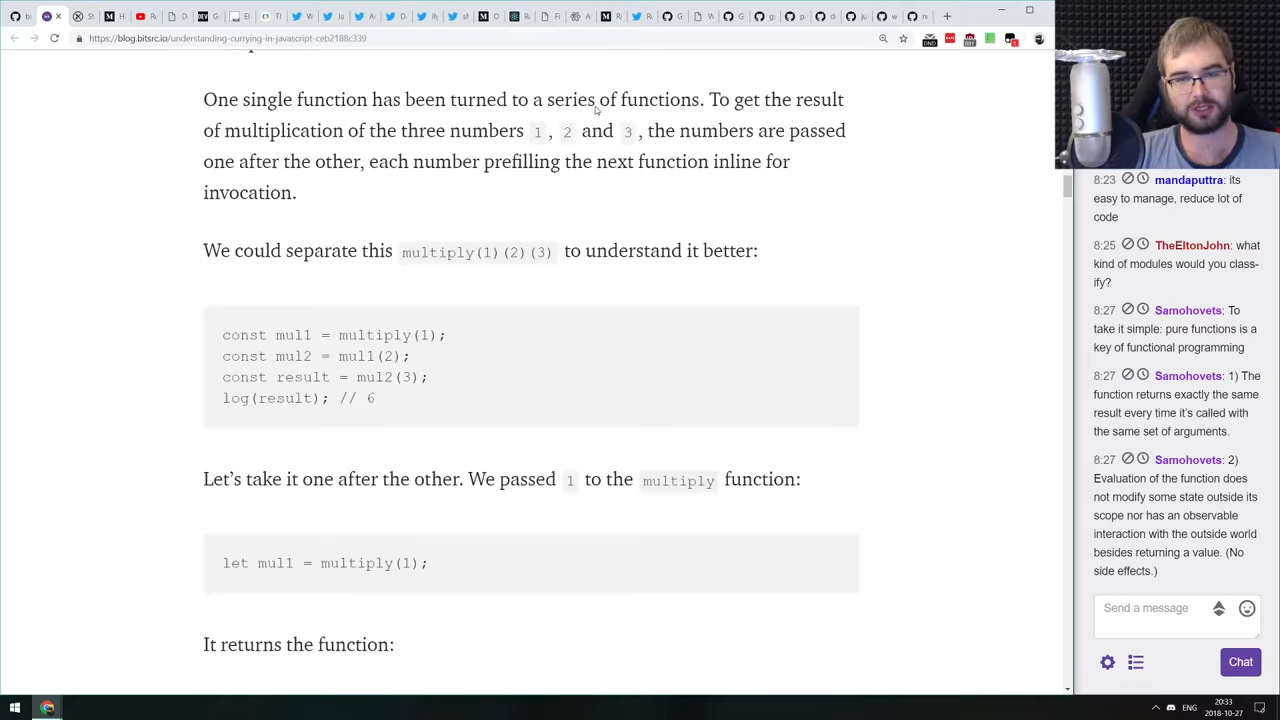 https://blog.bitsrc.io/understanding-currying-in-javascript-ceb2188c339
One single function has been turned to a series of functions. To get the result
of multiplication of the three numbers 1, 2 and 3, the numbers are passed
one after the other, each number prefilling the next function inline for
invocation.
We could separate this multiply(1)(2)(3) to understand it better:
const mul1 = multiply(1);
const mul2 = mul1(2);
const result = mul2(3);
log(result); // 6
Let’s take it one after the other. We passed 1 to the multiply function:
let mul1 = multiply(1);
It returns the function:
8:23 mandaputtra: its
easy to manage, reduce lot of
code
8:25 TheEltonJohn: what
kind of modules would you class-
ify?
8:27 Samohovets: To
take it simple: pure functions is a
key of functional programming
8:27 Samohovets: 1) The
function returns exactly the same
result every time it’s called with
the same set of arguments.
8:27 Samohovets: 2)
Evaluation of the function does
not modify some state outside its
scope nor has an observable
interaction with the outside world
besides returning a value. (No
side effects.)
Send a message
Chat
ENG
20:33
2018-10-27